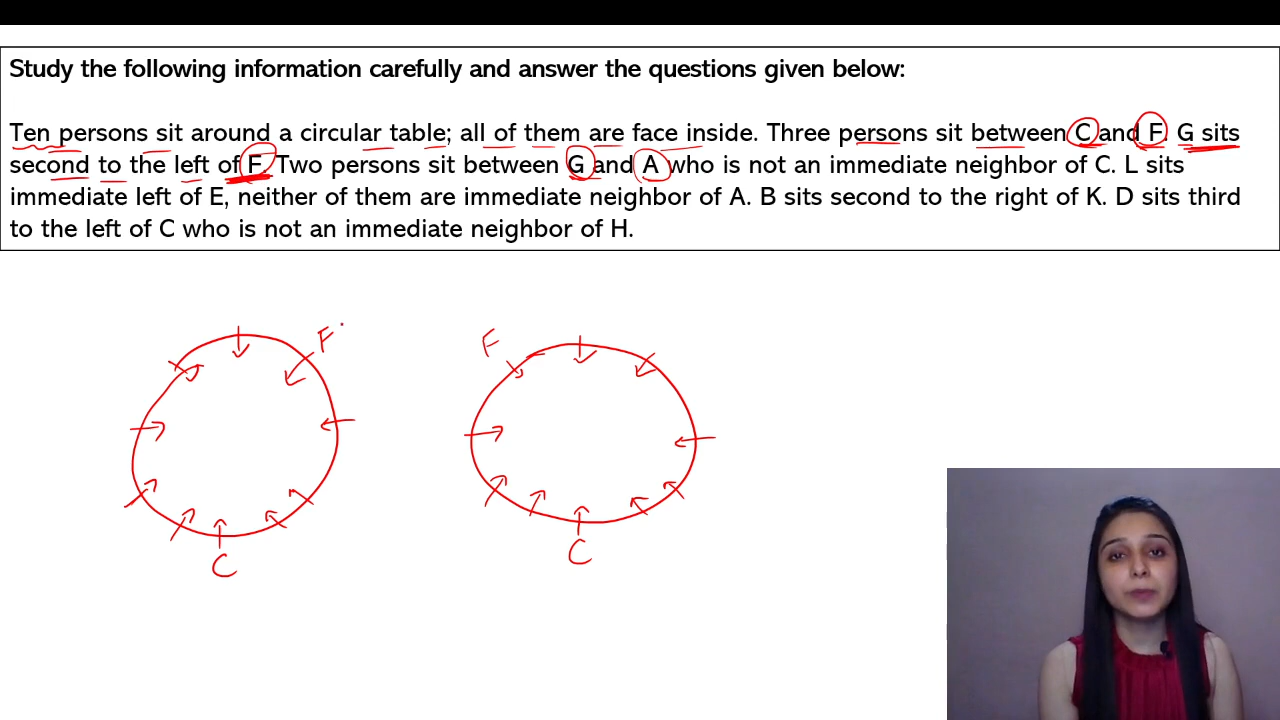 Study the following information carefully and answer the questions given below:
Ten persons sit around a circular table; all of them are face inside. Three persons sit between C and F. G sits
second to the left of F. Two persons sit between G and A who is not an immediate neighbor of C. L sits
immediate left of E, neither of them are immediate neighbor of A. B sits second to the right of K. D sits third
to the left of C who is not an immediate neighbor of H.
F
F
C
C